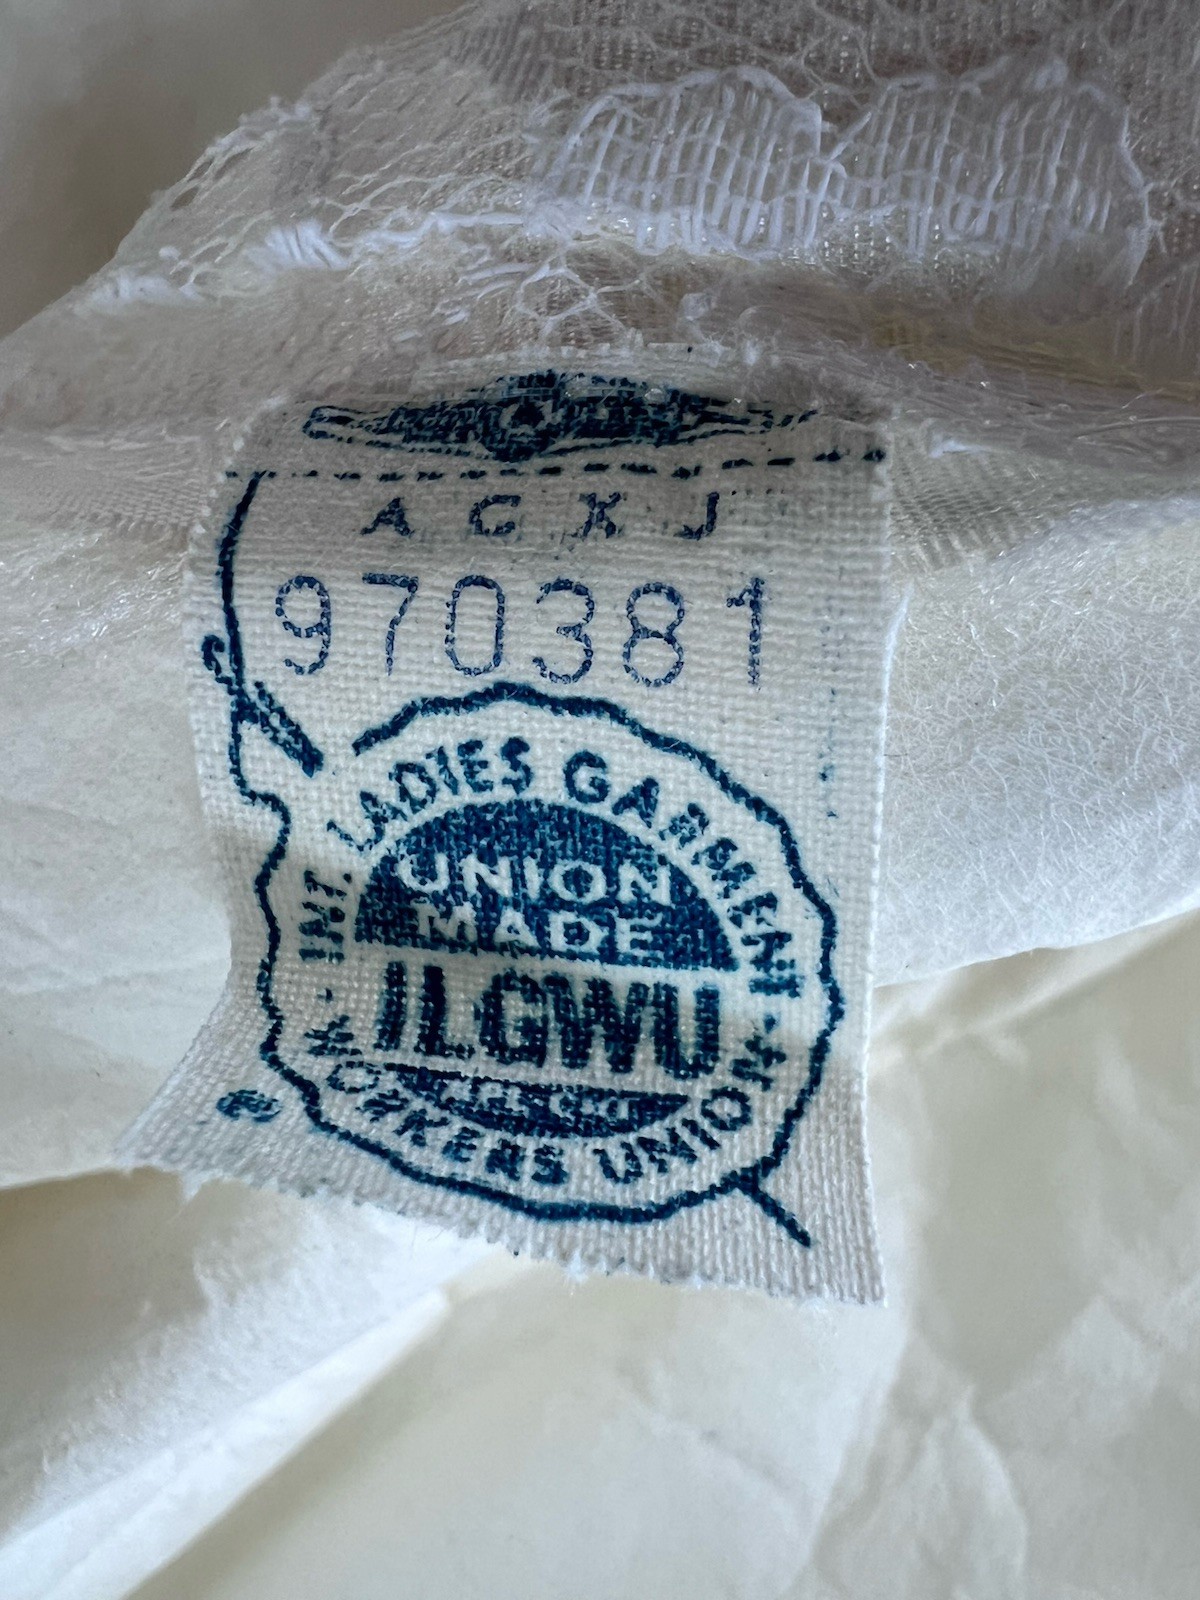 A G X J
970381
INT. LADIES GARMENT
UNION
MADE
ILGWU
WORKERS UNION
®